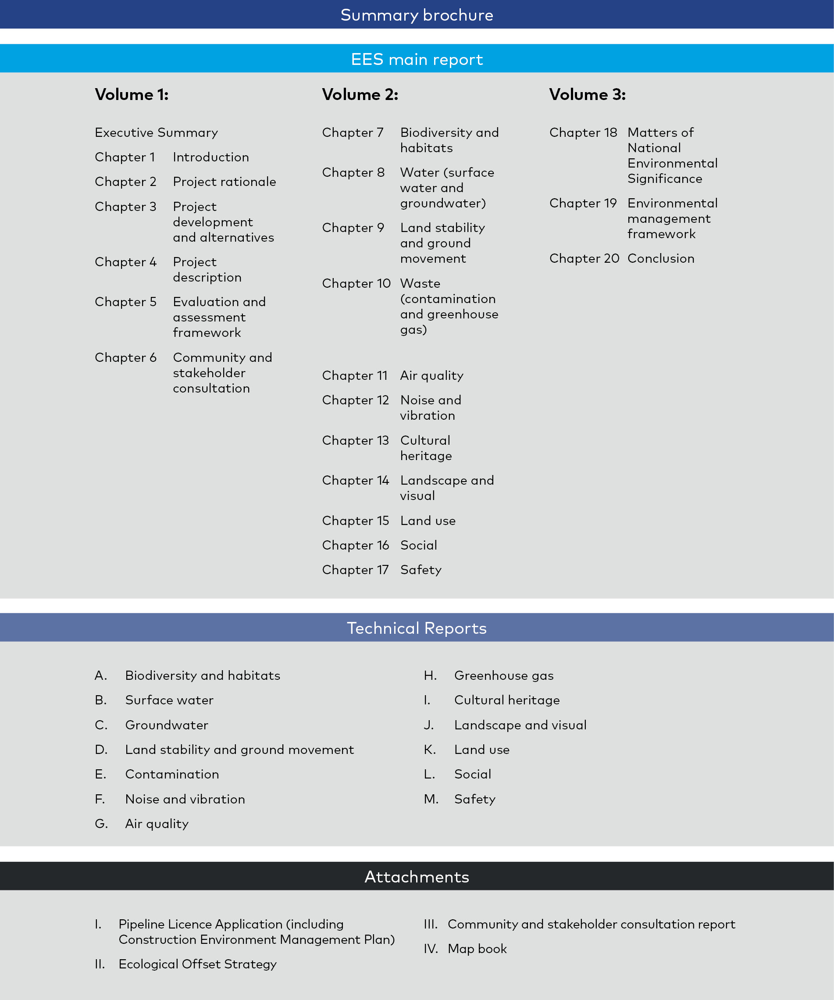 Summary brochure
EES main report
Volume 1:
Executive Summary
Chapter 1 Introduction
Chapter 2 Project rationale
Chapter 3 Project
development
and alternatives
Chapter 4 Project
description
Chapter 5 Evaluation and
assessment
framework
Chapter 6 Community and
stakeholder
consultation
Volume 2:
Chapter 7 Biodiversity and
habitats
Chapter 8 Water (surface
water and
groundwater)
Chapter 9 Land stability
and ground
movement
Chapter 10 Waste
(contamination
and greenhouse
gas)
Chapter 11 Air quality
Chapter 12 Noise and
vibration
Chapter 13 Cultural
heritage
Chapter 14 Landscape and
visual
Chapter 15 Land use
Chapter 16 Social
Chapter 17 Safety
Volume 3:
Chapter 18 Matters of
National
Environmental
Significance
Chapter 19 Environmental
management
framework
Chapter 20 Conclusion
Technical Reports
A. Biodiversity and habitats
B. Surface water
C. Groundwater
D. Land stability and ground movement
E. Contamination
F. Noise and vibration
G. Air quality
H. Greenhouse gas
I. Cultural heritage
J. Landscape and visual
K. Land use
L. Social
M. Safety
Attachments
I. Pipeline Licence Application (including
Construction Environment Management Plan)
II. Ecological Offset Strategy
III. Community and stakeholder consultation report
IV. Map book